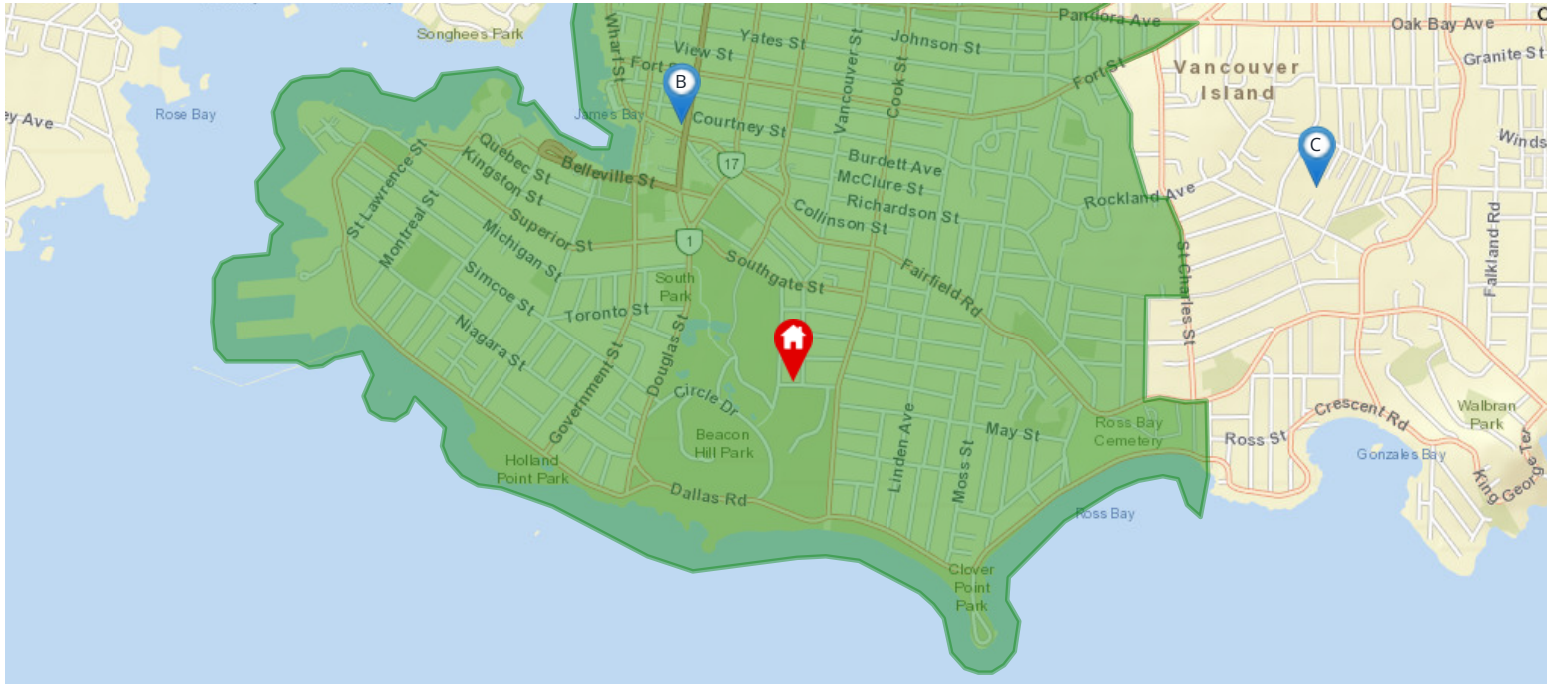 Pandora Ave
Oak Bay Ave
Songhees Park
Wharf St
View St
Yates St
Johnson St
Vancouver St
Cook St
Granite St
Fort St
Vancouver
Island
B
Rose Bay
James Bay
Courtney St
C
17
Burdett Ave
McClure St
Richardson St
Rockland Ave
Quebec St
Kingston St
Belleville St
St Lawrence St
Montreal St
Superior St
Michigan St
Collinson St
1
Southgate St
Fairfield Rd
St Charles St
Falkland Rd
South
Park
Simcoe St
Toronto St
Niagara St
Government St
Douglas St
Circle Dr
Beacon
Hill Park
Linden Ave
Moss St
May St
Ross Bay
Cemetery
Ross St
Crescent Rd
Walbran
Park
Gonzales Bay
King George Ter
Holland
Point Park
Dallas Rd
Ross Bay
Clover
Point
Park